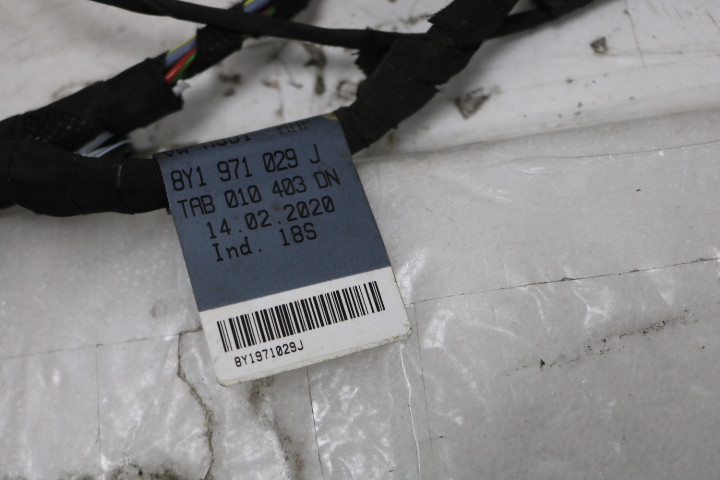 8Y1 971 029 J
TAB 010 403 DN
14.02.2020
Ind. 18S
8Y1971029J